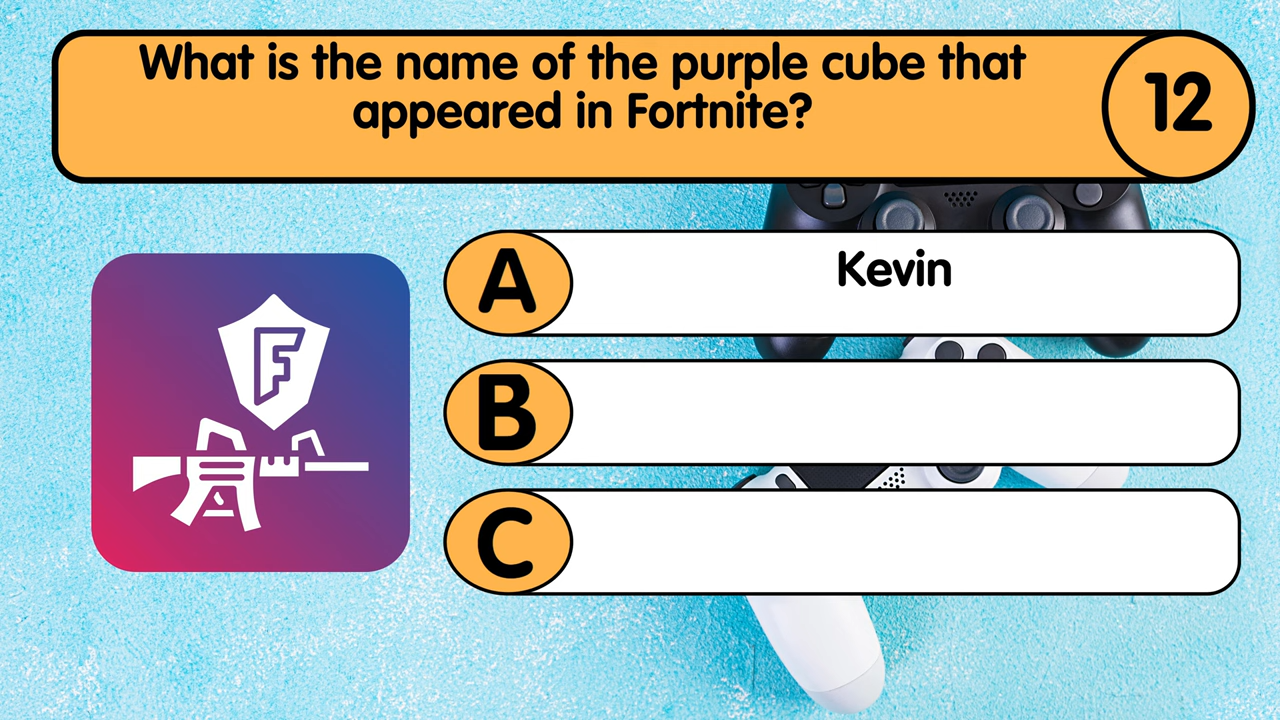 What is the name of the purple cube that
appeared in Fortnite?
12
A
Kevin
B
C
F